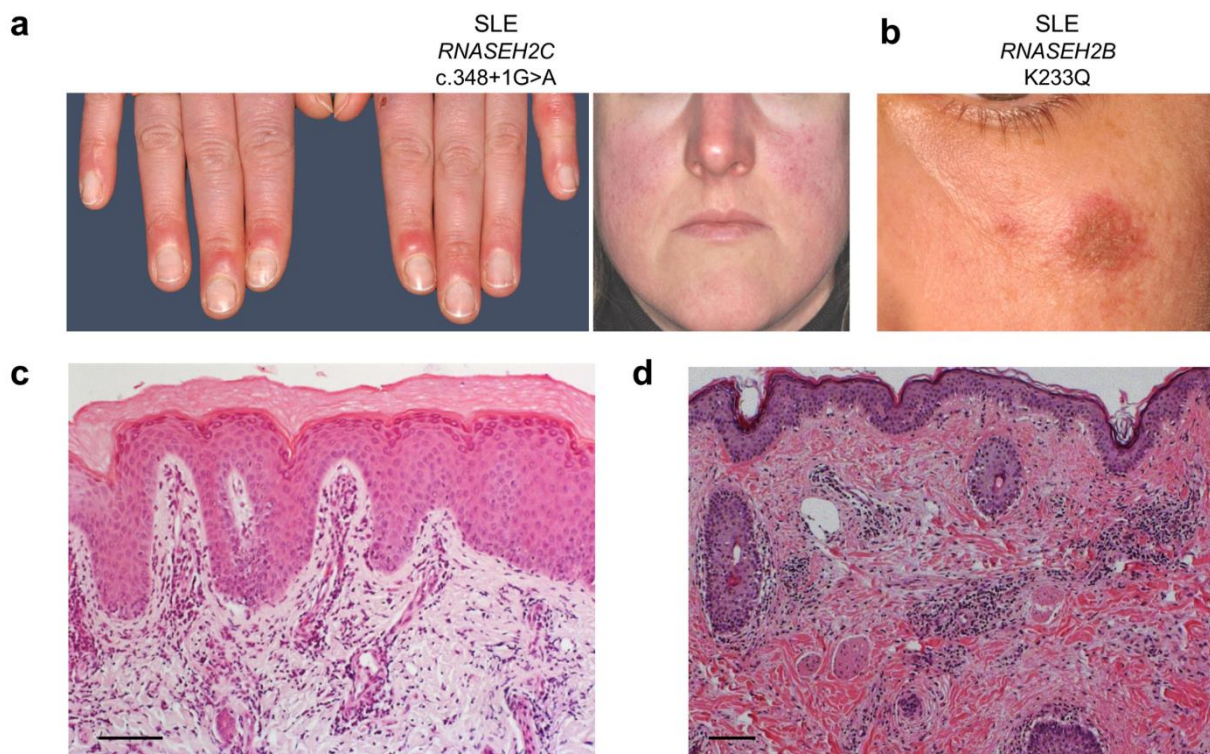 a
SLE
RNASEH2C
c.348+1G>A
b
SLE
RNASEH2B
K233Q
c
d